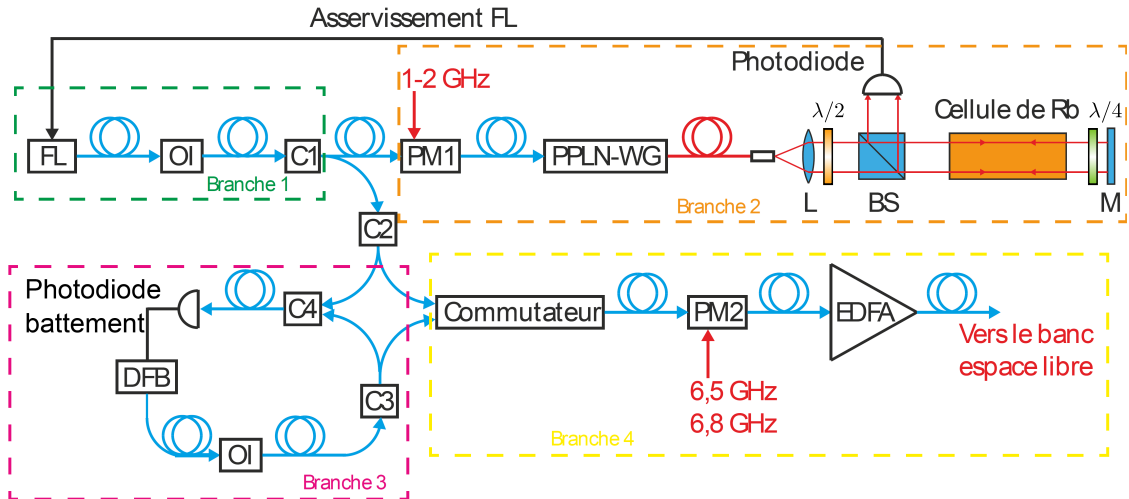 Asservissement FL
1-2 GHz
Photodiode
λ/2
Cellule de Rb
λ/4
FL
OI
C1
PM1
PPLN-WG
Branche 1
Branche 2
L
BS
M
C2
Photodiode
battement
C4
Commutateur
PM2
EDFA
Vers le banc
espace libre
DFB
C3
6,5 GHz
6,8 GHz
OI
Branche 3
Branche 4